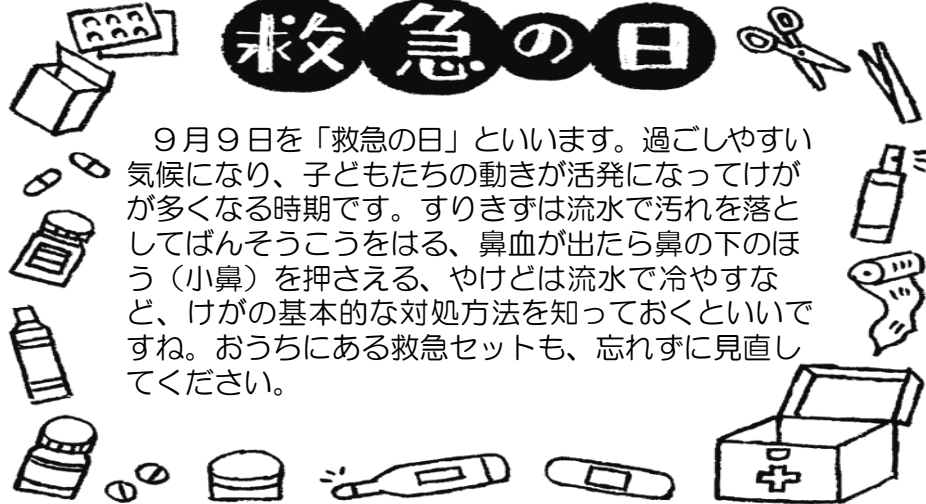 救急の日
　９月９日を「救急の日」といいます。過ごしやすい
気候になり、子どもたちの動きが活発になってけが
が多くなる時期です。すりきずは流水で汚れを落と
してばんそうこうをはる、鼻血が出たら鼻の下のほ
う（小鼻）を押さえる、やけどは流水で冷やすな
ど、けがの基本的な対処方法を知っておくといいで
すね。おうちにある救急セットも、忘れずに見直し
てください。